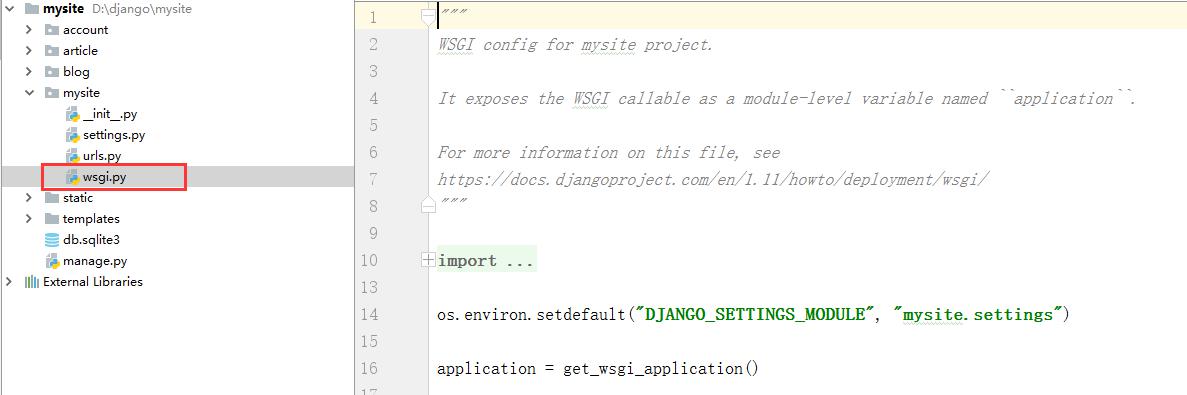 mysite D:\django\mysite
account
article
blog
mysite
__init__.py
settings.py
urls.py
wsgi.py
static
templates
db.sqlite3
manage.py
External Libraries
1 """
2 WSGI config for mysite project.
3
4 It exposes the WSGI callable as a module-level variable named ``application``.
5
6 For more information on this file, see
7 https://docs.djangoproject.com/en/1.11/howto/deployment/wsgi/
8 """
9
10 import ...
13
14 os.environ.setdefault("DJANGO_SETTINGS_MODULE", "mysite.settings")
15
16 application = get_wsgi_application()
17